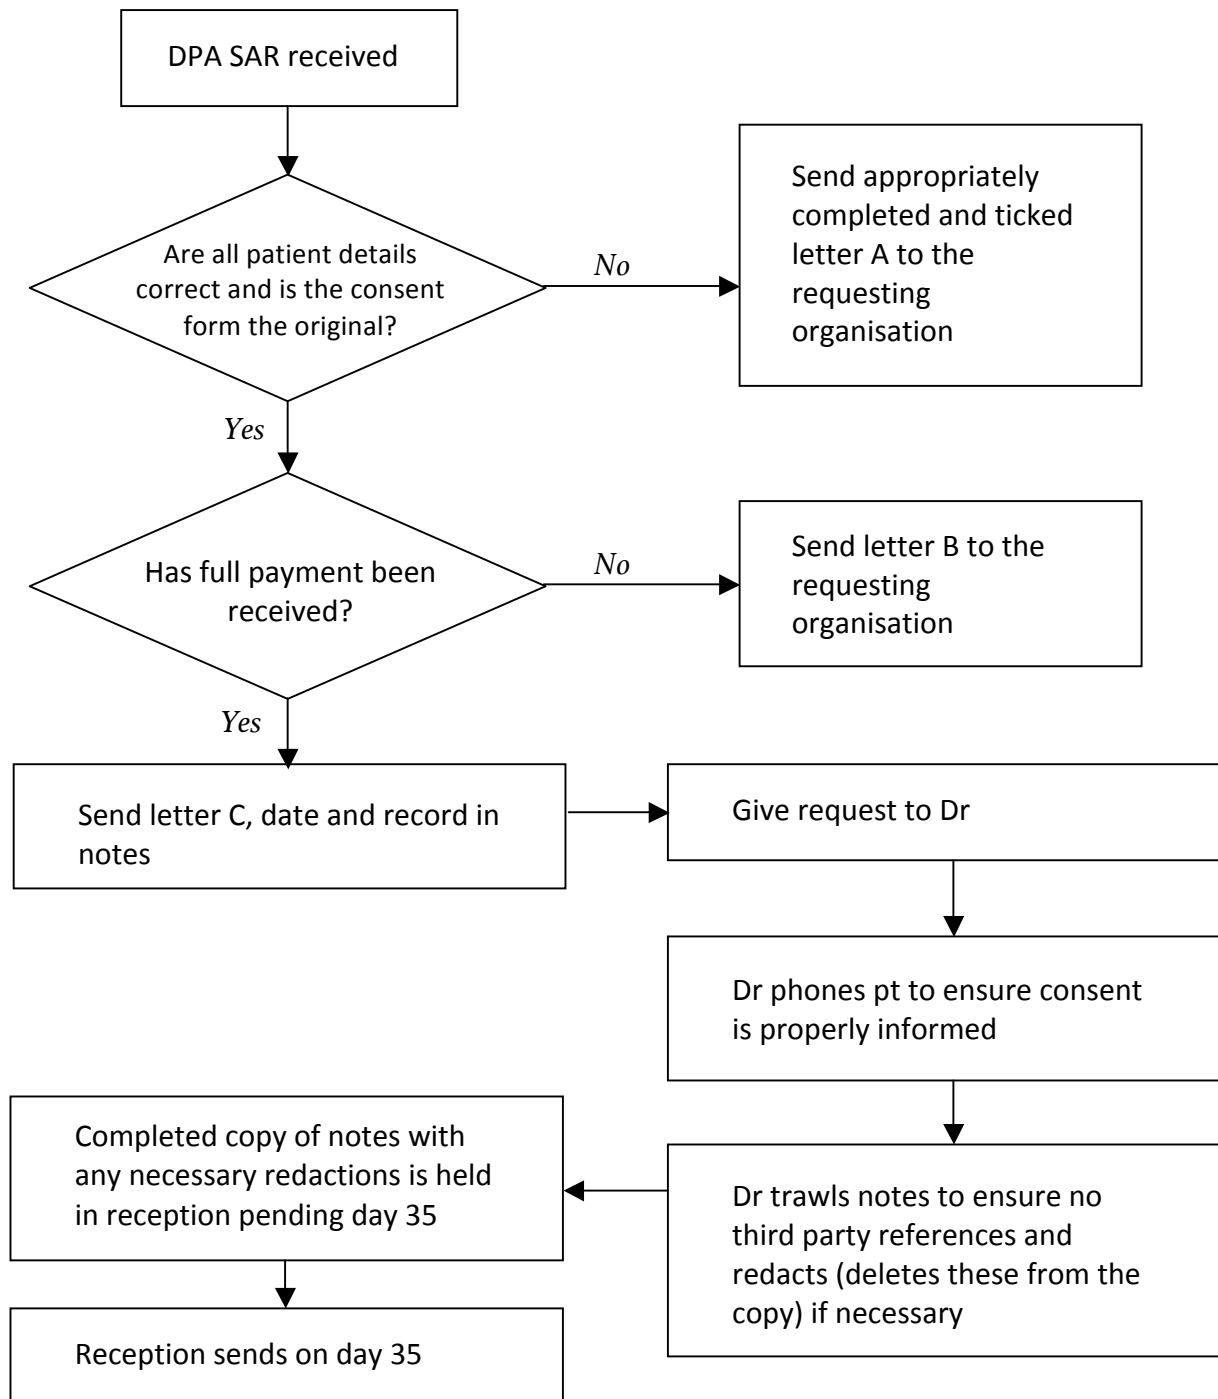 DPA SAR received
Are all patient details
correct and is the consent
form the original?
No
Send appropriately
completed and ticked
letter A to the
requesting
organisation
Yes
Has full payment been
received?
No
Send letter B to the
requesting
organisation
Yes
Send letter C, date and record in
notes
Give request to Dr
Dr phones pt to ensure consent
is properly informed
Dr trawls notes to ensure no
third party references and
redacts (deletes these from the
copy) if necessary
Completed copy of notes with
any necessary redactions is held
in reception pending day 35
Reception sends on day 35